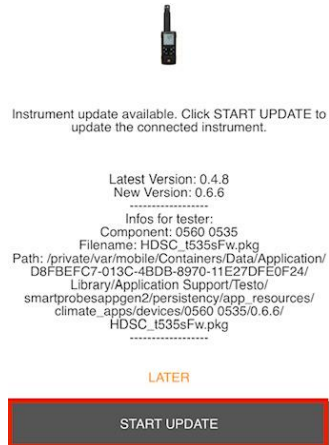 Instrument update available. Click START UPDATE to
update the connected instrument.
Latest Version: 0.4.8
New Version: 0.6.6
------------------
Infos for tester:
Component: 0560 0535
Filename: HDSC_t535sFw.pkg
Path: /private/var/mobile/Containers/Data/Application/
D8FBEFC7-013C-4BDB-8970-11E27DFE0F24/
Library/Application Support/Testo/
smartprobesappgen2/persistency/app_resources/
climate_apps/devices/0560 0535/0.6.6/
HDSC_t535sFw.pkg
------------------
LATER
START UPDATE